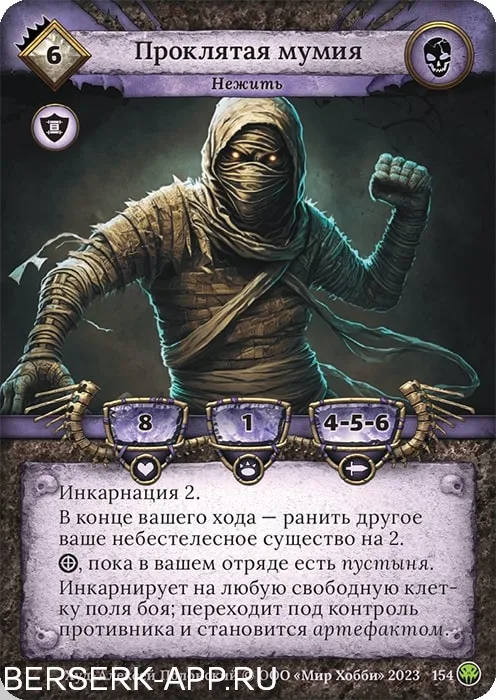 6
Проклятая мумия
Нежить
8
1
4-5-6
Инкарнация 2.
В конце вашего хода — ранить другое
ваше небестелесное существо на 2.
, пока в вашем отряде есть пустыня.
Инкарнирует на любую свободную клет-
ку поля боя; переходит под контроль
противника и становится артефактом.
© ООО «Мир Хобби» 2023 154
BERSERK-APP.RU